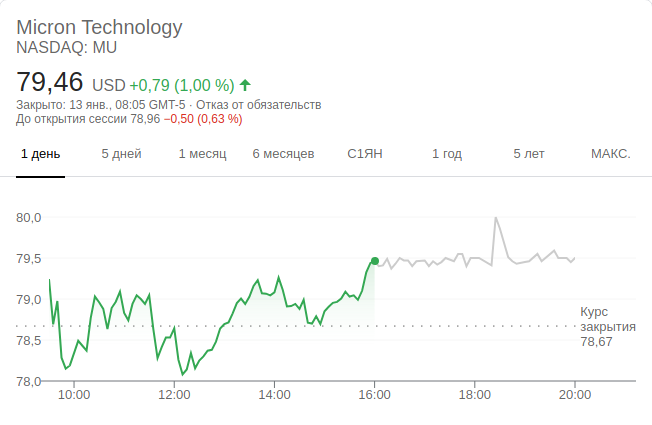 Micron Technology
NASDAQ: MU
79,46 USD +0,79 (1,00 %)
Закрыто: 13 янв., 08:05 GMT-5 · Отказ от обязательств
До открытия сессии 78,96 −0,50 (0,63 %)
1 день 5 дней 1 месяц 6 месяцев С1ЯН 1 год 5 лет МАКС.
80,0
79,5
79,0
78,5
78,0
Курс
закрытия
78,67
10:00 12:00 14:00 16:00 18:00 20:00